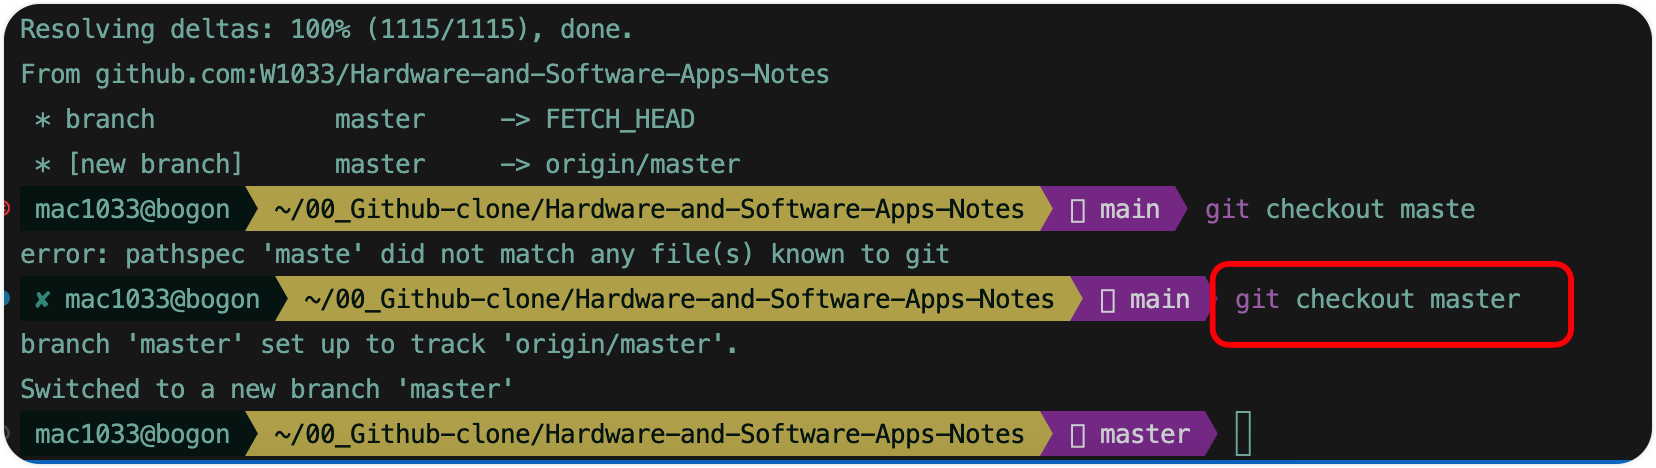 Resolving deltas: 100% (1115/1115), done.
From github.com:W1033/Hardware-and-Software-Apps-Notes
* branch master -> FETCH_HEAD
* [new branch] master -> origin/master
mac1033@bogon ~/00_Github-clone/Hardware-and-Software-Apps-Notes main git checkout maste
error: pathspec 'maste' did not match any file(s) known to git
✘ mac1033@bogon ~/00_Github-clone/Hardware-and-Software-Apps-Notes main git checkout master
branch 'master' set up to track 'origin/master'.
Switched to a new branch 'master'
mac1033@bogon ~/00_Github-clone/Hardware-and-Software-Apps-Notes master